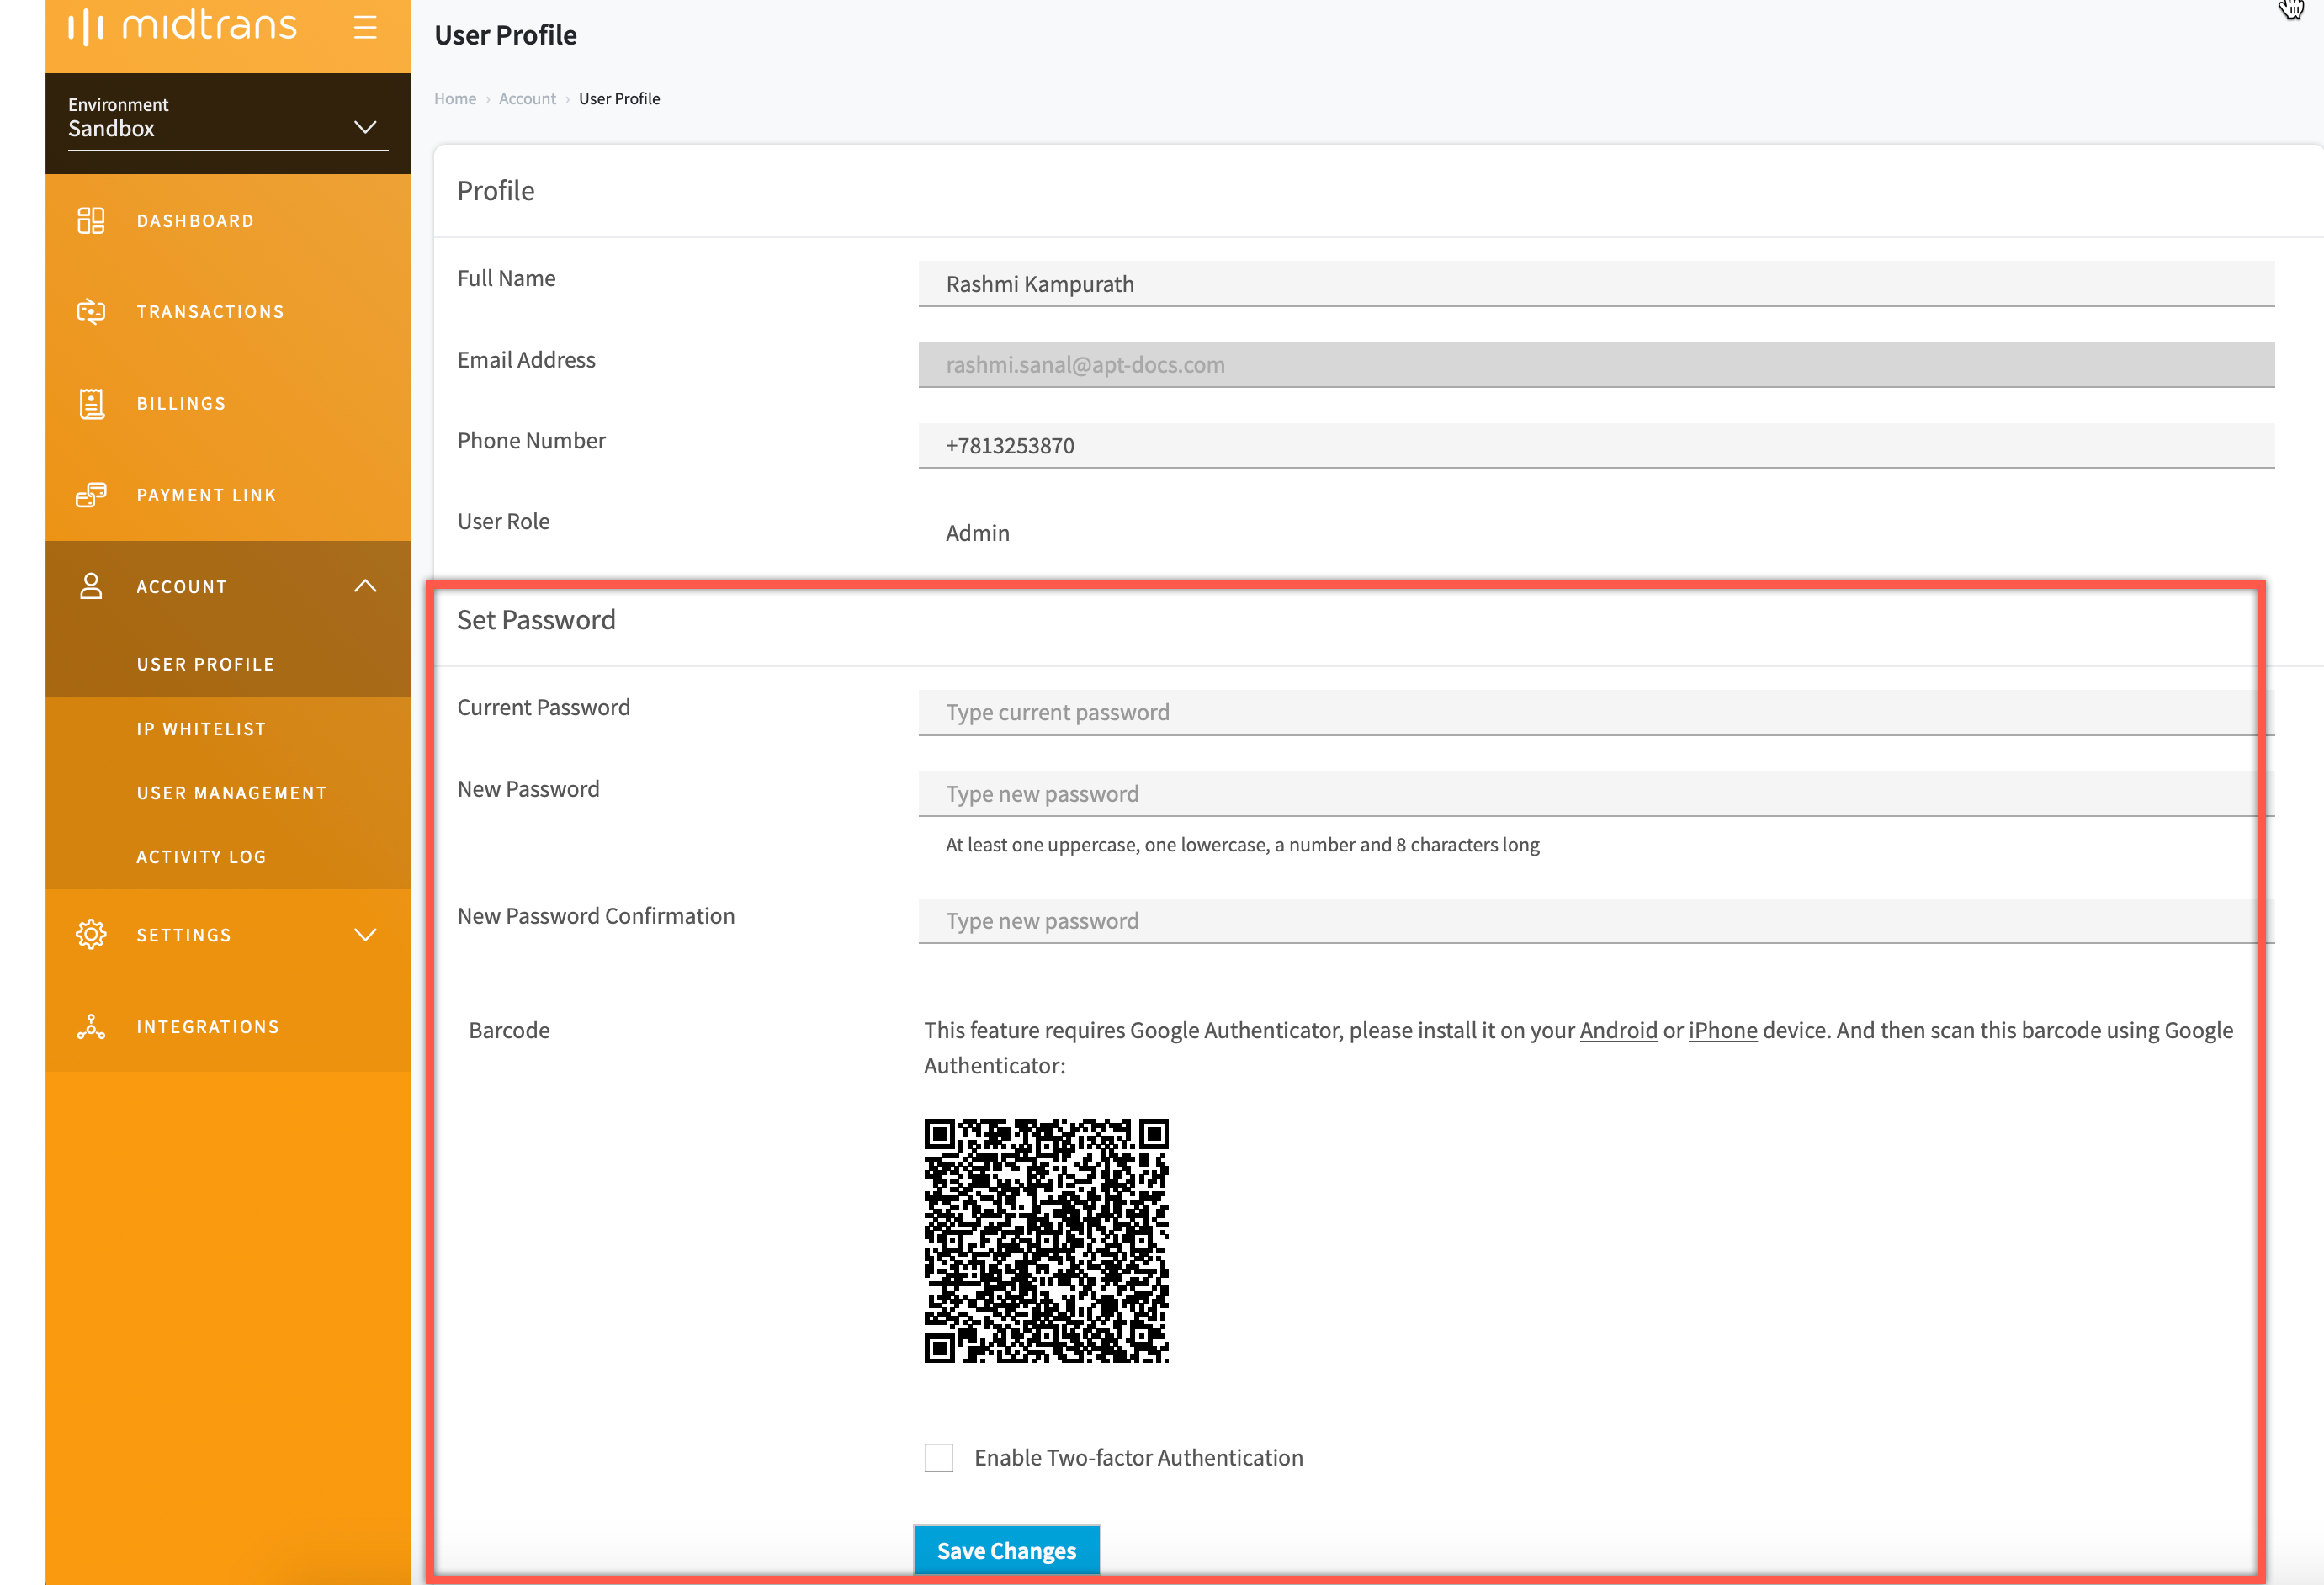 midtrans
Environment
Sandbox
DASHBOARD
TRANSACTIONS
BILLINGS
PAYMENT LINK
ACCOUNT
USER PROFILE
IP WHITELIST
USER MANAGEMENT
ACTIVITY LOG
SETTINGS
INTEGRATIONS
User Profile
Home › Account › User Profile
Profile
Full Name
Rashmi Kampurath
Email Address
rashmi.sanal@apt-docs.com
Phone Number
+7813253870
User Role
Admin
Set Password
Current Password
Type current password
New Password
Type new password
At least one uppercase, one lowercase, a number and 8 characters long
New Password Confirmation
Type new password
Barcode
This feature requires Google Authenticator, please install it on your Android or iPhone device. And then scan this barcode using Google
Authenticator:
Enable Two-factor Authentication
Save Changes